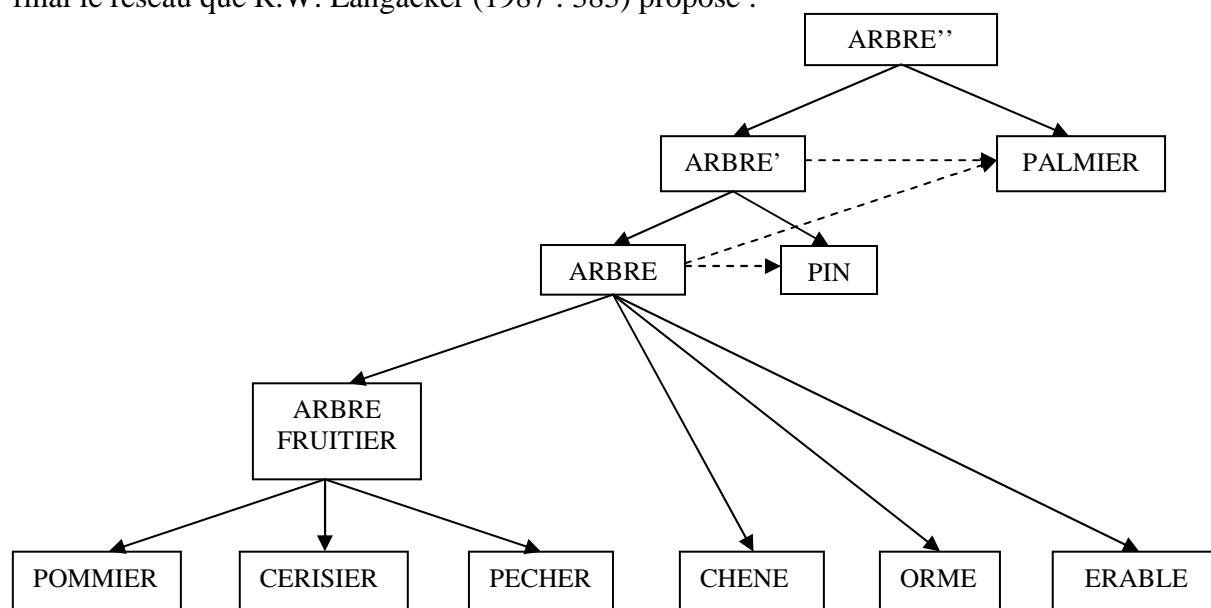 final le réseau que R.W. Langacker (1987 : 383) propose :
ARBRE’’
ARBRE’
PALMIER
ARBRE
PIN
ARBRE
FRUITIER
POMMIER
CERISIER
PECHER
CHENE
ORME
ERABLE